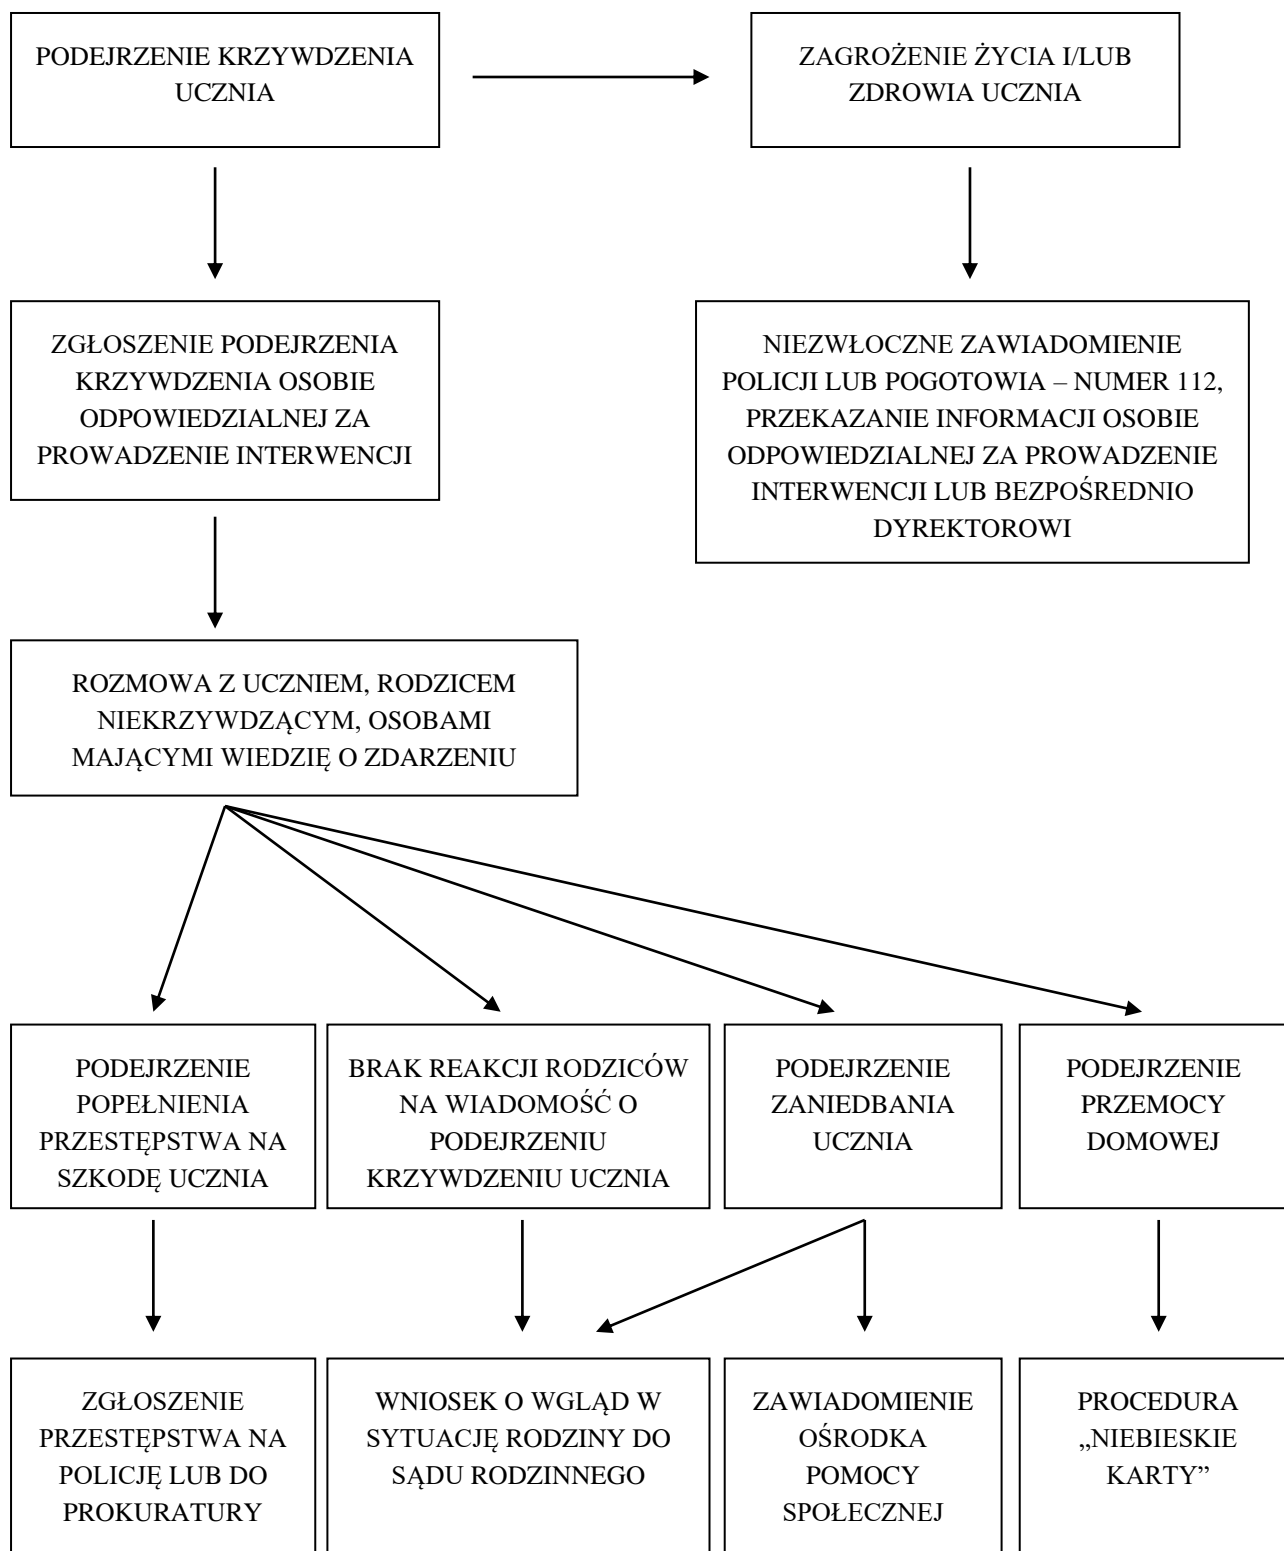 PODEJRZENIE KRZYWDZENIA
UCZNIA
ZAGROŻENIE ŻYCIA I/LUB
ZDROWIA UCZNIA
ZGŁOSZENIE PODEJRZENIA
KRZYWDZENIA OSOBIE
ODPOWIEDZIALNEJ ZA
PROWADZENIE INTERWENCJI
NIEZWŁOCZNE ZAWIADOMIENIE
POLICJI LUB POGOTOWIA – NUMER 112,
PRZEKAZANIE INFORMACJI OSOBIE
ODPOWIEDZIALNEJ ZA PROWADZENIE
INTERWENCJI LUB BEZPOŚREDNIO
DYREKTOROWI
ROZMOWA Z UCZNIEM, RODZICEM
NIEKRZYWDZĄCYM, OSOBAMI
MAJĄCYMI WIEDZIĘ O ZDARZENIU
PODEJRZENIE
POPEŁNIENIA
PRZESTĘPSTWA NA
SZKODĘ UCZNIA
BRAK REAKCJI RODZICÓW
NA WIADOMOŚĆ O
PODEJRZENIU
KRZYWDZENIU UCZNIA
PODEJRZENIE
ZANIEDBANIA
UCZNIA
PODEJRZENIE
PRZEMOCY
DOMOWEJ
ZGŁOSZENIE
PRZESTĘPSTWA NA
POLICJĘ LUB DO
PROKURATURY
WNIOSEK O WGLĄD W
SYTUACJĘ RODZINY DO
SĄDU RODZINNEGO
ZAWIADOMIENIE
OŚRODKA
POMOCY
SPOŁECZNEJ
PROCEDURA
„NIEBIESKIE
KARTY”